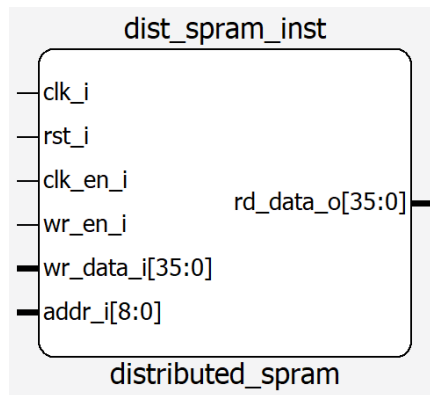 dist_spram_inst
clk_i
rst_i
clk_en_i
wr_en_i
rd_data_o[35:0]
wr_data_i[35:0]
addr_i[8:0]
distributed_spram